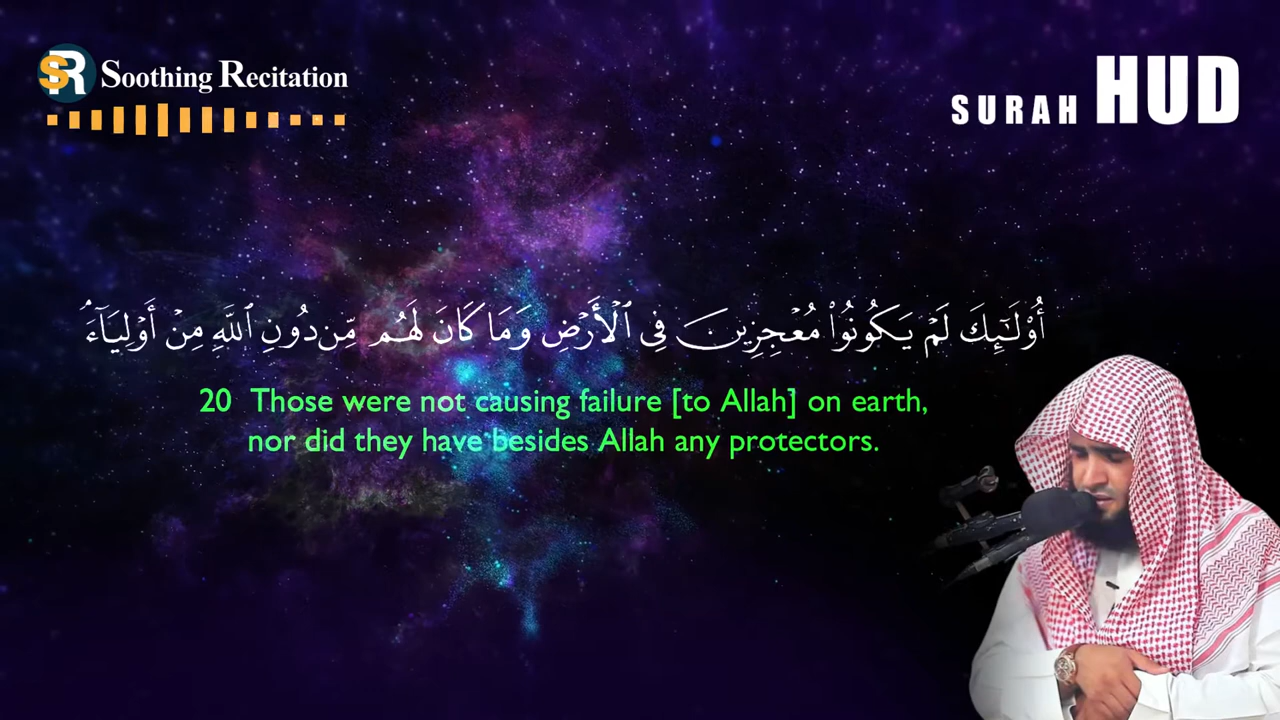 SR Soothing Recitation
SURAH HUD
أُو۟لَـٰٓئِكَ لَمْ يَكُونُوا۟ مُعْجِزِينَ فِى ٱلْأَرْضِ وَمَا كَانَ لَهُم مِّن دُونِ ٱللَّهِ مِنْ أَوْلِيَآءَ ۘ
20 Those were not causing failure [to Allah] on earth,
nor did they have besides Allah any protectors.